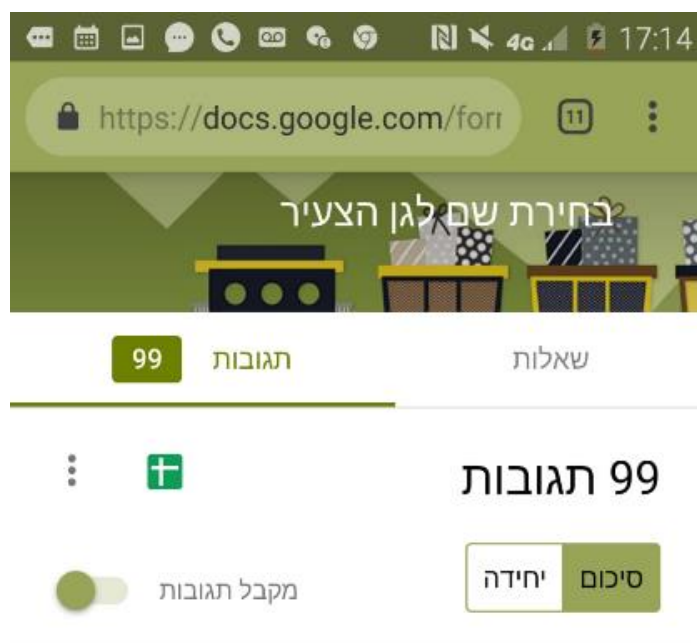 4G 17:14
https://docs.google.com/forr 11
בחירת שם לגן הצעיר
שאלות
תגובות 99
99 תגובות
סיכום יחידה
מקבל תגובות